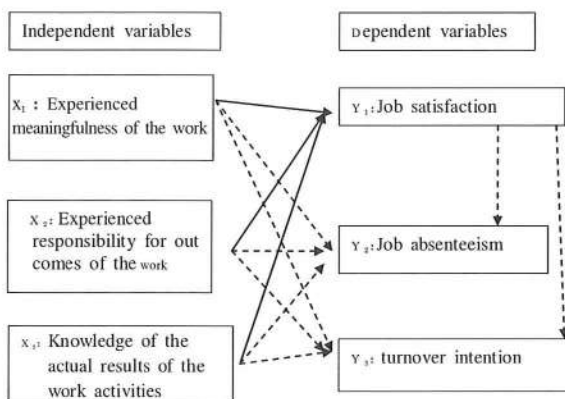 Independent variables
Dependent variables
X₁ : Experienced
meaningfulness of the work
Y₁:Job satisfaction
X₂:Experienced
responsibility for out
comes of the work
Y₂:Job absenteeism
X₃: Knowledge of the
actual results of the
work activities
Y₃: turnover intention